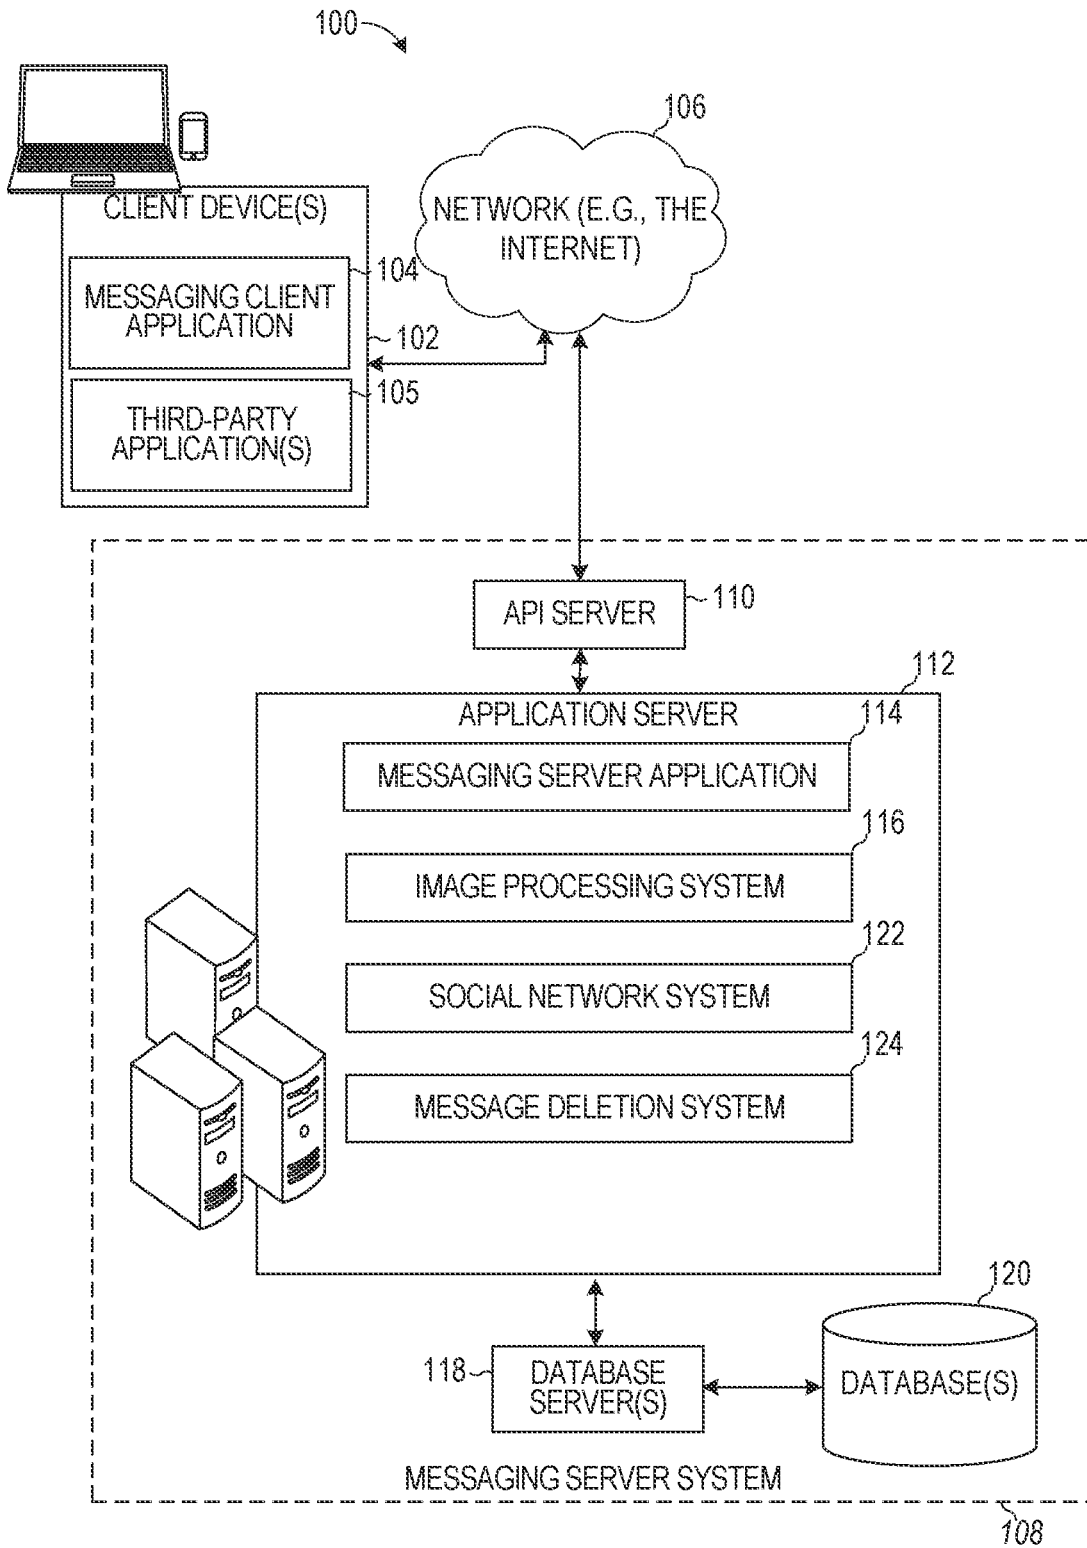 100
106
CLIENT DEVICE(S)
NETWORK (E.G., THE
INTERNET)
104
MESSAGING CLIENT
APPLICATION
102
105
THIRD-PARTY
APPLICATION(S)
API SERVER
110
112
APPLICATION SERVER
114
MESSAGING SERVER APPLICATION
116
IMAGE PROCESSING SYSTEM
122
SOCIAL NETWORK SYSTEM
124
MESSAGE DELETION SYSTEM
120
118
DATABASE
SERVER(S)
DATABASE(S)
MESSAGING SERVER SYSTEM
108